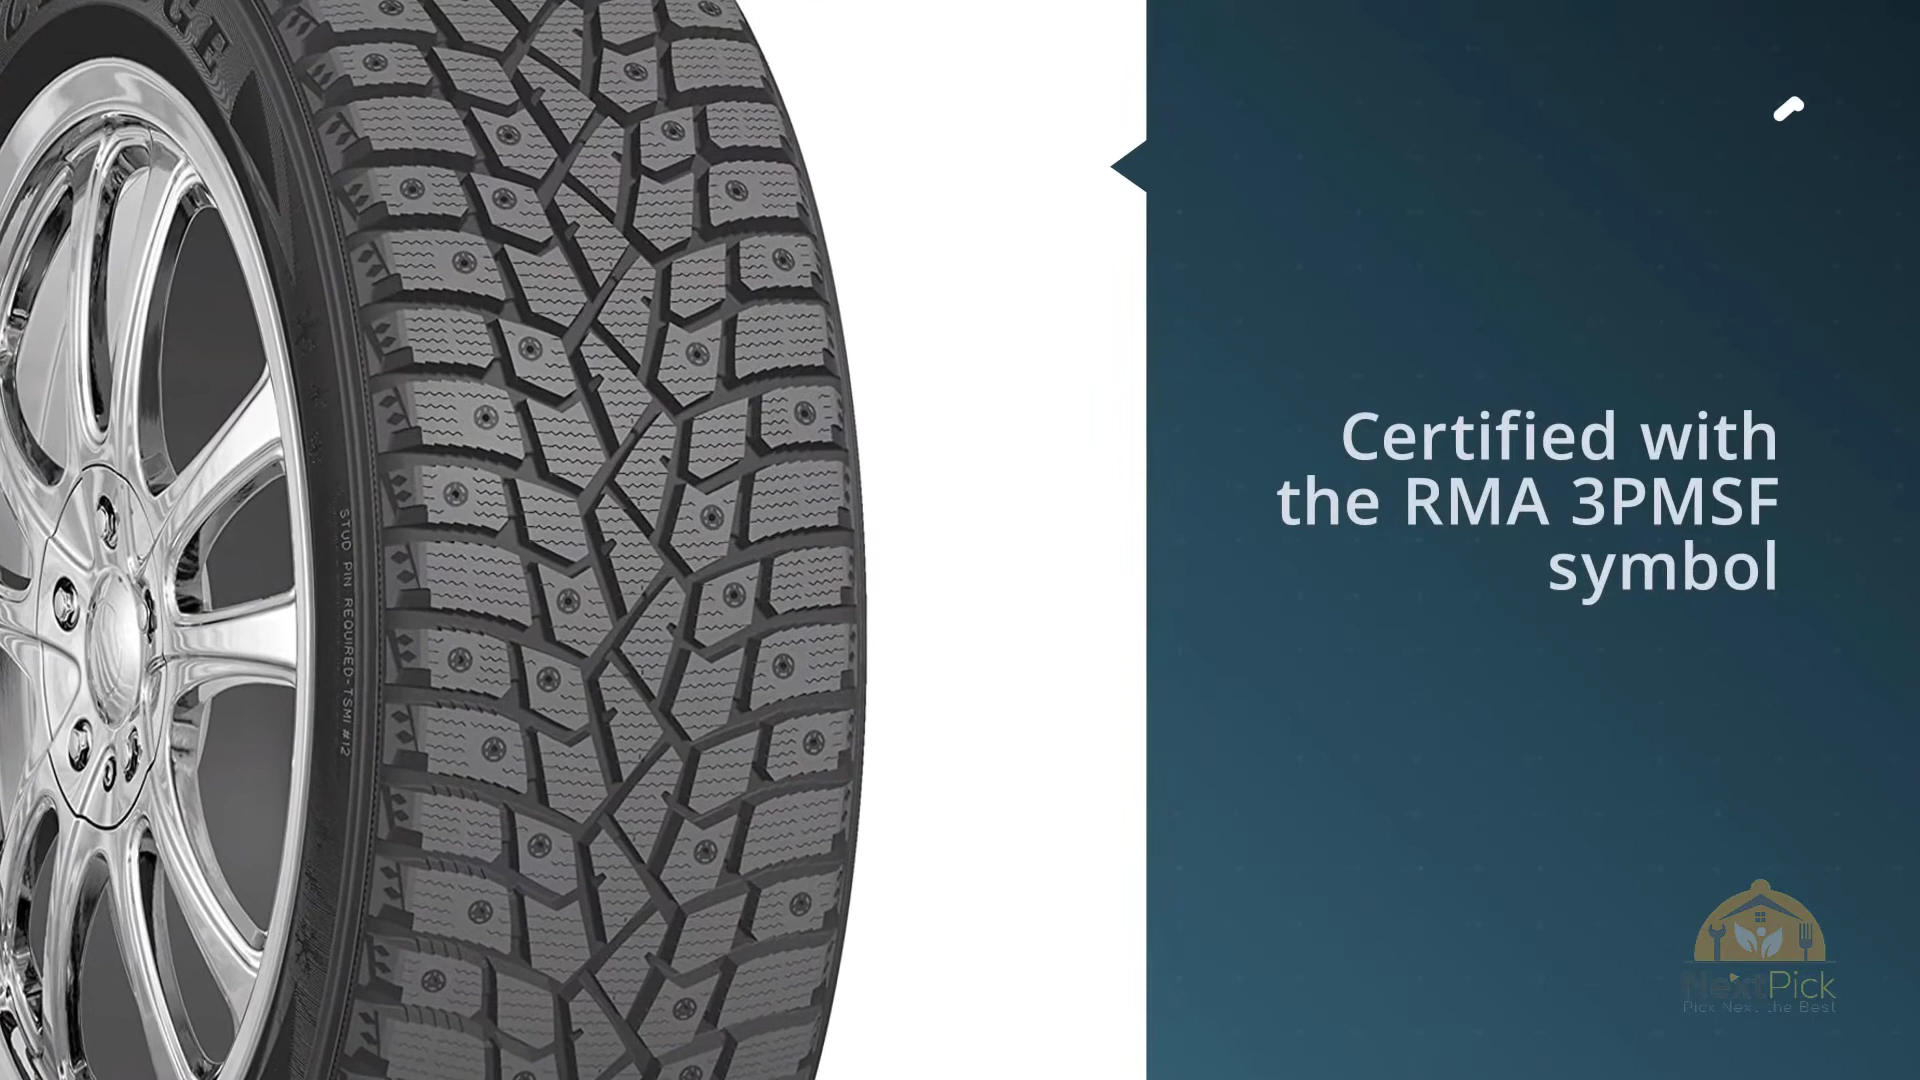 STUD PIN REQUIRED-TSMI #12
Certified with
the RMA 3PMSF
symbol
NextPick
Pick Next the Best